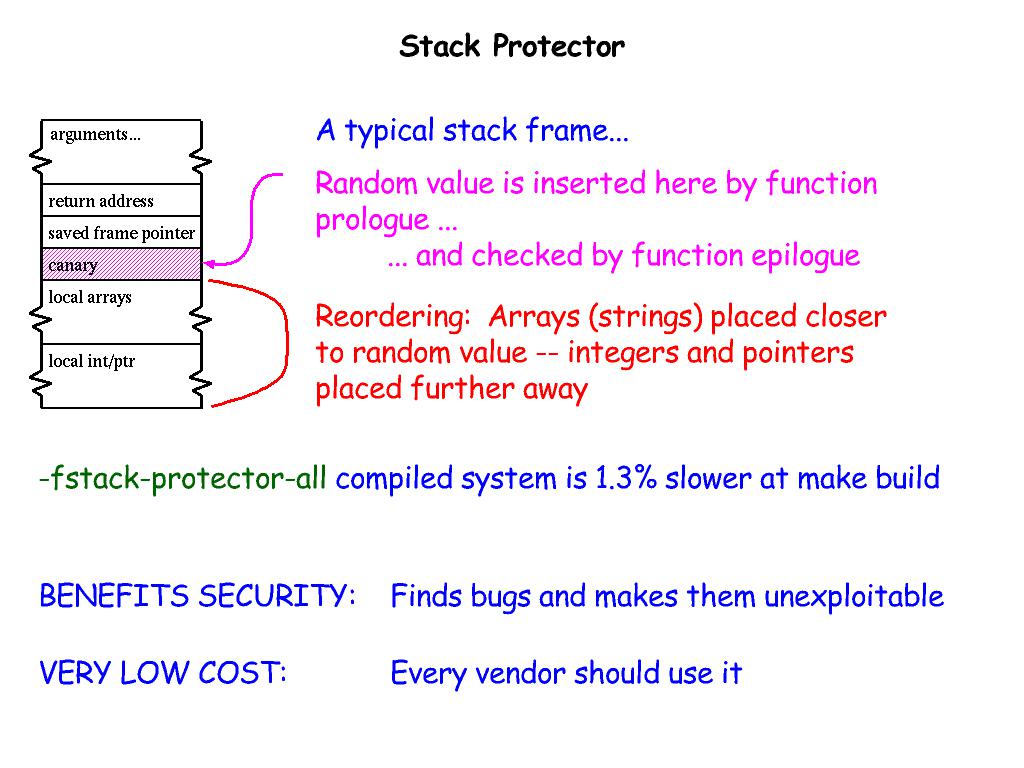 Stack Protector
arguments...
return address
saved frame pointer
canary
local arrays
local int/ptr
A typical stack frame...
Random value is inserted here by function
prologue ...
... and checked by function epilogue
Reordering: Arrays (strings) placed closer
to random value -- integers and pointers
placed further away
-fstack-protector-all compiled system is 1.3% slower at make build
BENEFITS SECURITY: Finds bugs and makes them unexploitable
VERY LOW COST: Every vendor should use it